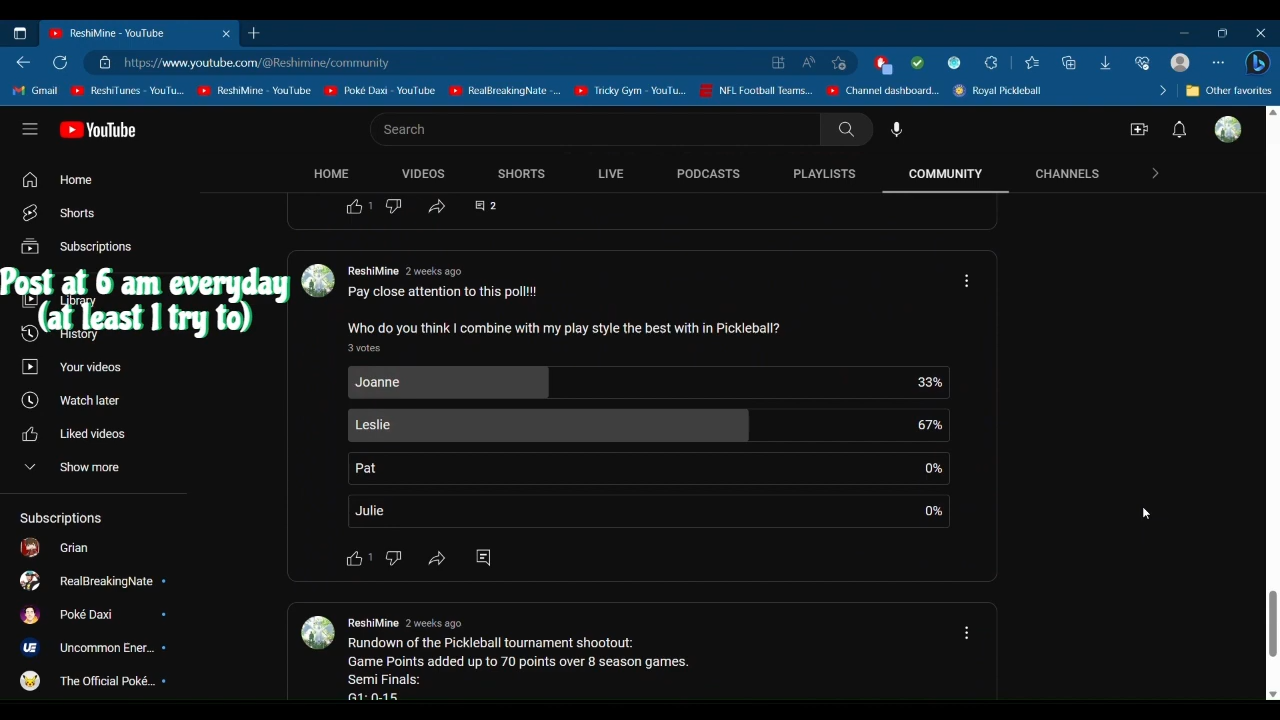 ReshiMine - YouTube
https://www.youtube.com/@Reshimine/community
Gmail
ReshiTunes - YouTu...
ReshiMine - YouTube
Poké Daxi - YouTube
RealBreakingNate -...
Tricky Gym - YouTu...
NFL Football Teams...
Channel dashboard...
Royal Pickleball
Other favorites
YouTube
Search
HOME
VIDEOS
SHORTS
LIVE
PODCASTS
PLAYLISTS
COMMUNITY
CHANNELS
Home
Shorts
Subscriptions
Post at 6 am everyday
(at least I try to)
Library
History
Your videos
Watch later
Liked videos
Show more
Subscriptions
Grian
RealBreakingNate
Poké Daxi
UE
Uncommon Ener...
The Official Poké...
1
2
ReshiMine 2 weeks ago
Pay close attention to this poll!!!
Who do you think I combine with my play style the best with in Pickleball?
3 votes
Joanne 33%
Leslie 67%
Pat 0%
Julie 0%
1
ReshiMine 2 weeks ago
Rundown of the Pickleball tournament shootout:
Game Points added up to 70 points over 8 season games.
Semi Finals:
G1: 0-15